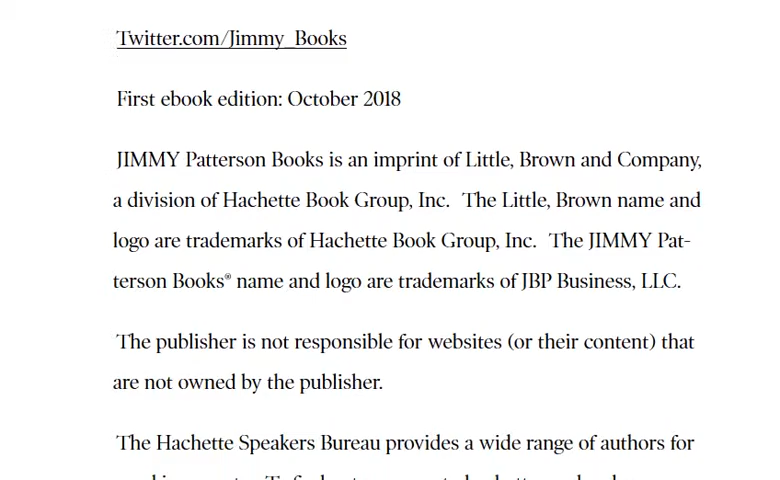 Twitter.com/Jimmy_Books
First ebook edition: October 2018
JIMMY Patterson Books is an imprint of Little, Brown and Company,
a division of Hachette Book Group, Inc. The Little, Brown name and
logo are trademarks of Hachette Book Group, Inc. The JIMMY Pat-
terson Books® name and logo are trademarks of JBP Business, LLC.
The publisher is not responsible for websites (or their content) that
are not owned by the publisher.
The Hachette Speakers Bureau provides a wide range of authors for